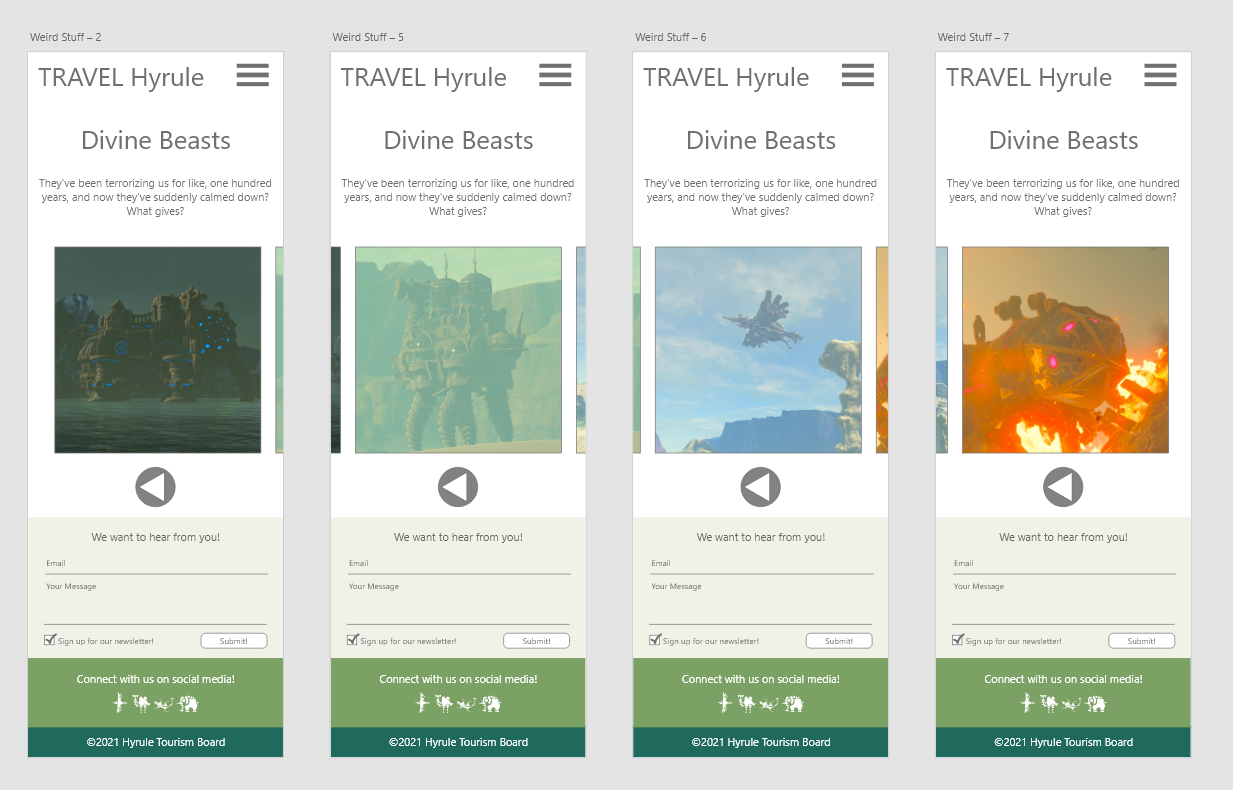 Weird Stuff – 2
TRAVEL Hyrule
Divine Beasts
They've been terrorizing us for like, one hundred
years, and now they've suddenly calmed down?
What gives?
We want to hear from you!
Email
Your Message
Sign up for our newsletter!
Submit!
Connect with us on social media!
©2021 Hyrule Tourism Board
Weird Stuff – 5
TRAVEL Hyrule
Divine Beasts
They've been terrorizing us for like, one hundred
years, and now they've suddenly calmed down?
What gives?
We want to hear from you!
Email
Your Message
Sign up for our newsletter!
Submit!
Connect with us on social media!
©2021 Hyrule Tourism Board
Weird Stuff – 6
TRAVEL Hyrule
Divine Beasts
They've been terrorizing us for like, one hundred
years, and now they've suddenly calmed down?
What gives?
We want to hear from you!
Email
Your Message
Sign up for our newsletter!
Submit!
Connect with us on social media!
©2021 Hyrule Tourism Board
Weird Stuff – 7
TRAVEL Hyrule
Divine Beasts
They've been terrorizing us for like, one hundred
years, and now they've suddenly calmed down?
What gives?
We want to hear from you!
Email
Your Message
Sign up for our newsletter!
Submit!
Connect with us on social media!
©2021 Hyrule Tourism Board